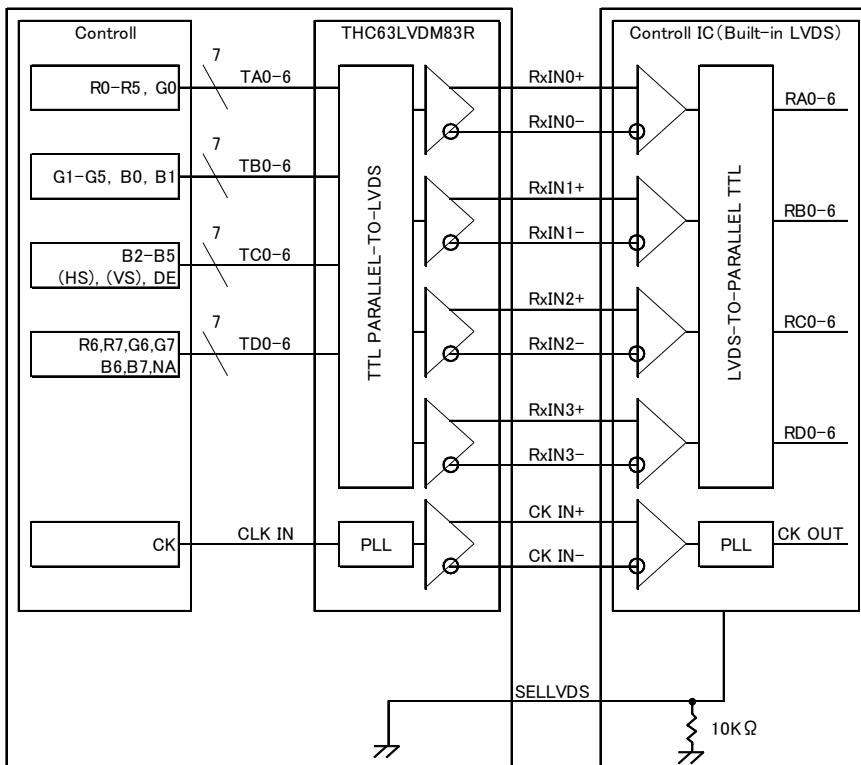 Controll
THC63LVDM83R
Controll IC(Built-in LVDS)
R0-R5, G0
7
TA0-6
RxIN0+
RxIN0-
RA0-6
G1-G5, B0, B1
7
TB0-6
RxIN1+
RxIN1-
RB0-6
B2-B5
(HS), (VS), DE
7
TC0-6
RxIN2+
RxIN2-
RC0-6
R6,R7,G6,G7
B6,B7,NA
7
TD0-6
RxIN3+
RxIN3-
RD0-6
TTL PARALLEL-TO-LVDS
LVDS-TO-PARALLEL TTL
CK
CLK IN
PLL
CK IN+
CK IN-
PLL
CK OUT
SELLVDS
10KΩ